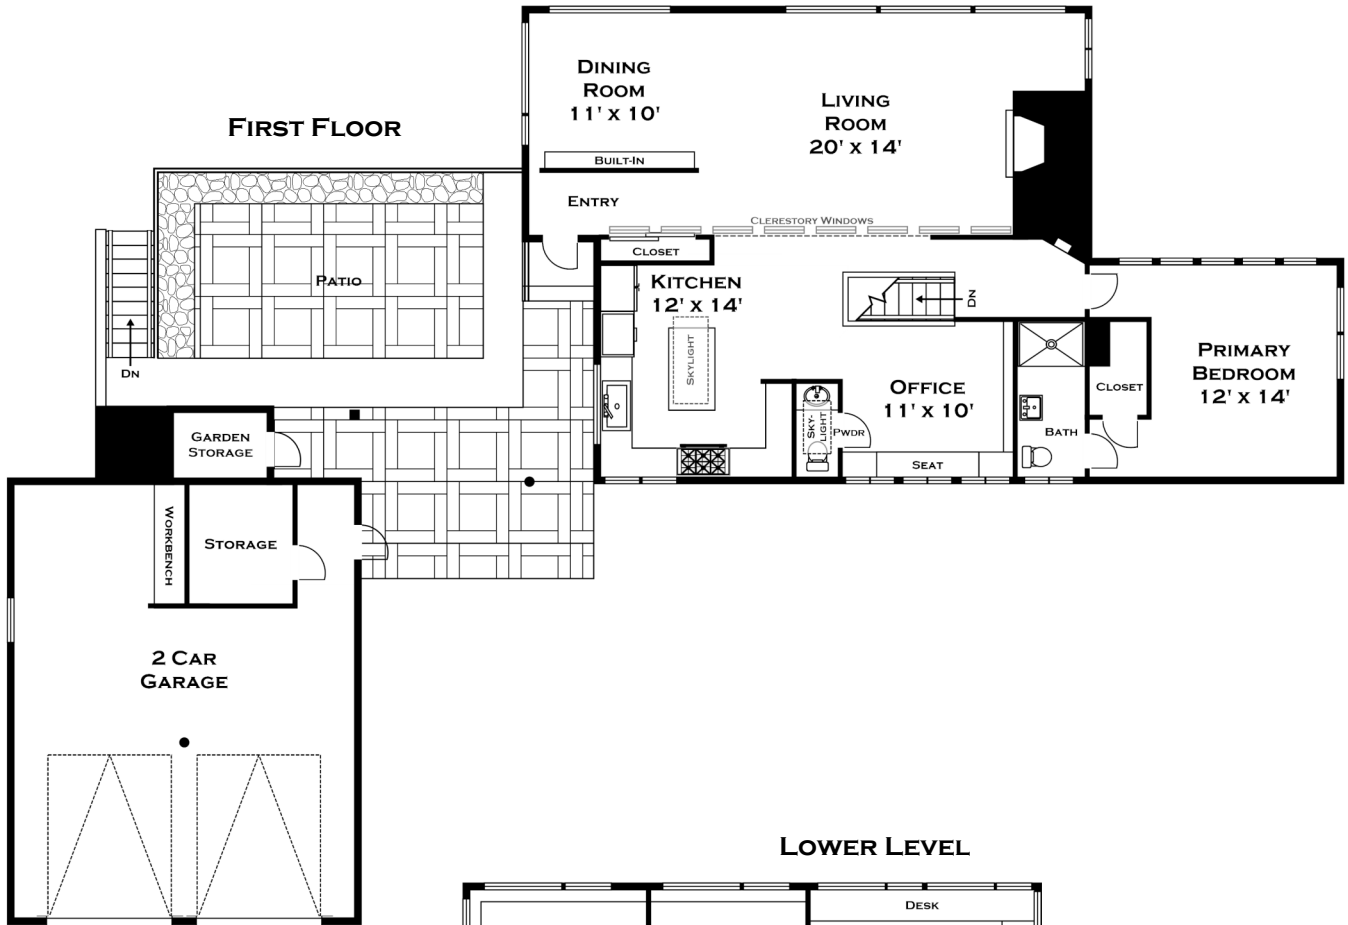 FIRST FLOOR
DINING
ROOM
11' X 10'
LIVING
ROOM
20' X 14'
BUILT-IN
ENTRY
CLERESTORY WINDOWS
CLOSET
PATIO
KITCHEN
12' X 14'
SKYLIGHT
DN
DN
PRIMARY
BEDROOM
12' X 14'
CLOSET
OFFICE
11' X 10'
SKY-
LIGHT
PWDR
BATH
SEAT
GARDEN
STORAGE
WORKBENCH
STORAGE
2 CAR
GARAGE
LOWER LEVEL
DESK